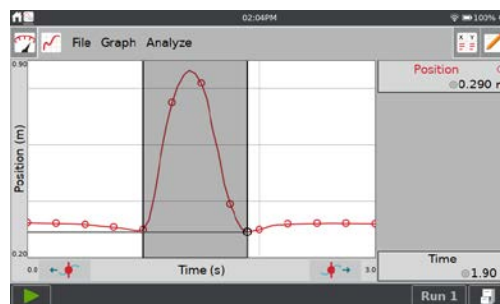 02:04PM
100%
File Graph Analyze
X Y
Position
0.290 m
0.90
Position (m)
0.20
0.0
Time (s)
3.0
Time
1.90
Run 1